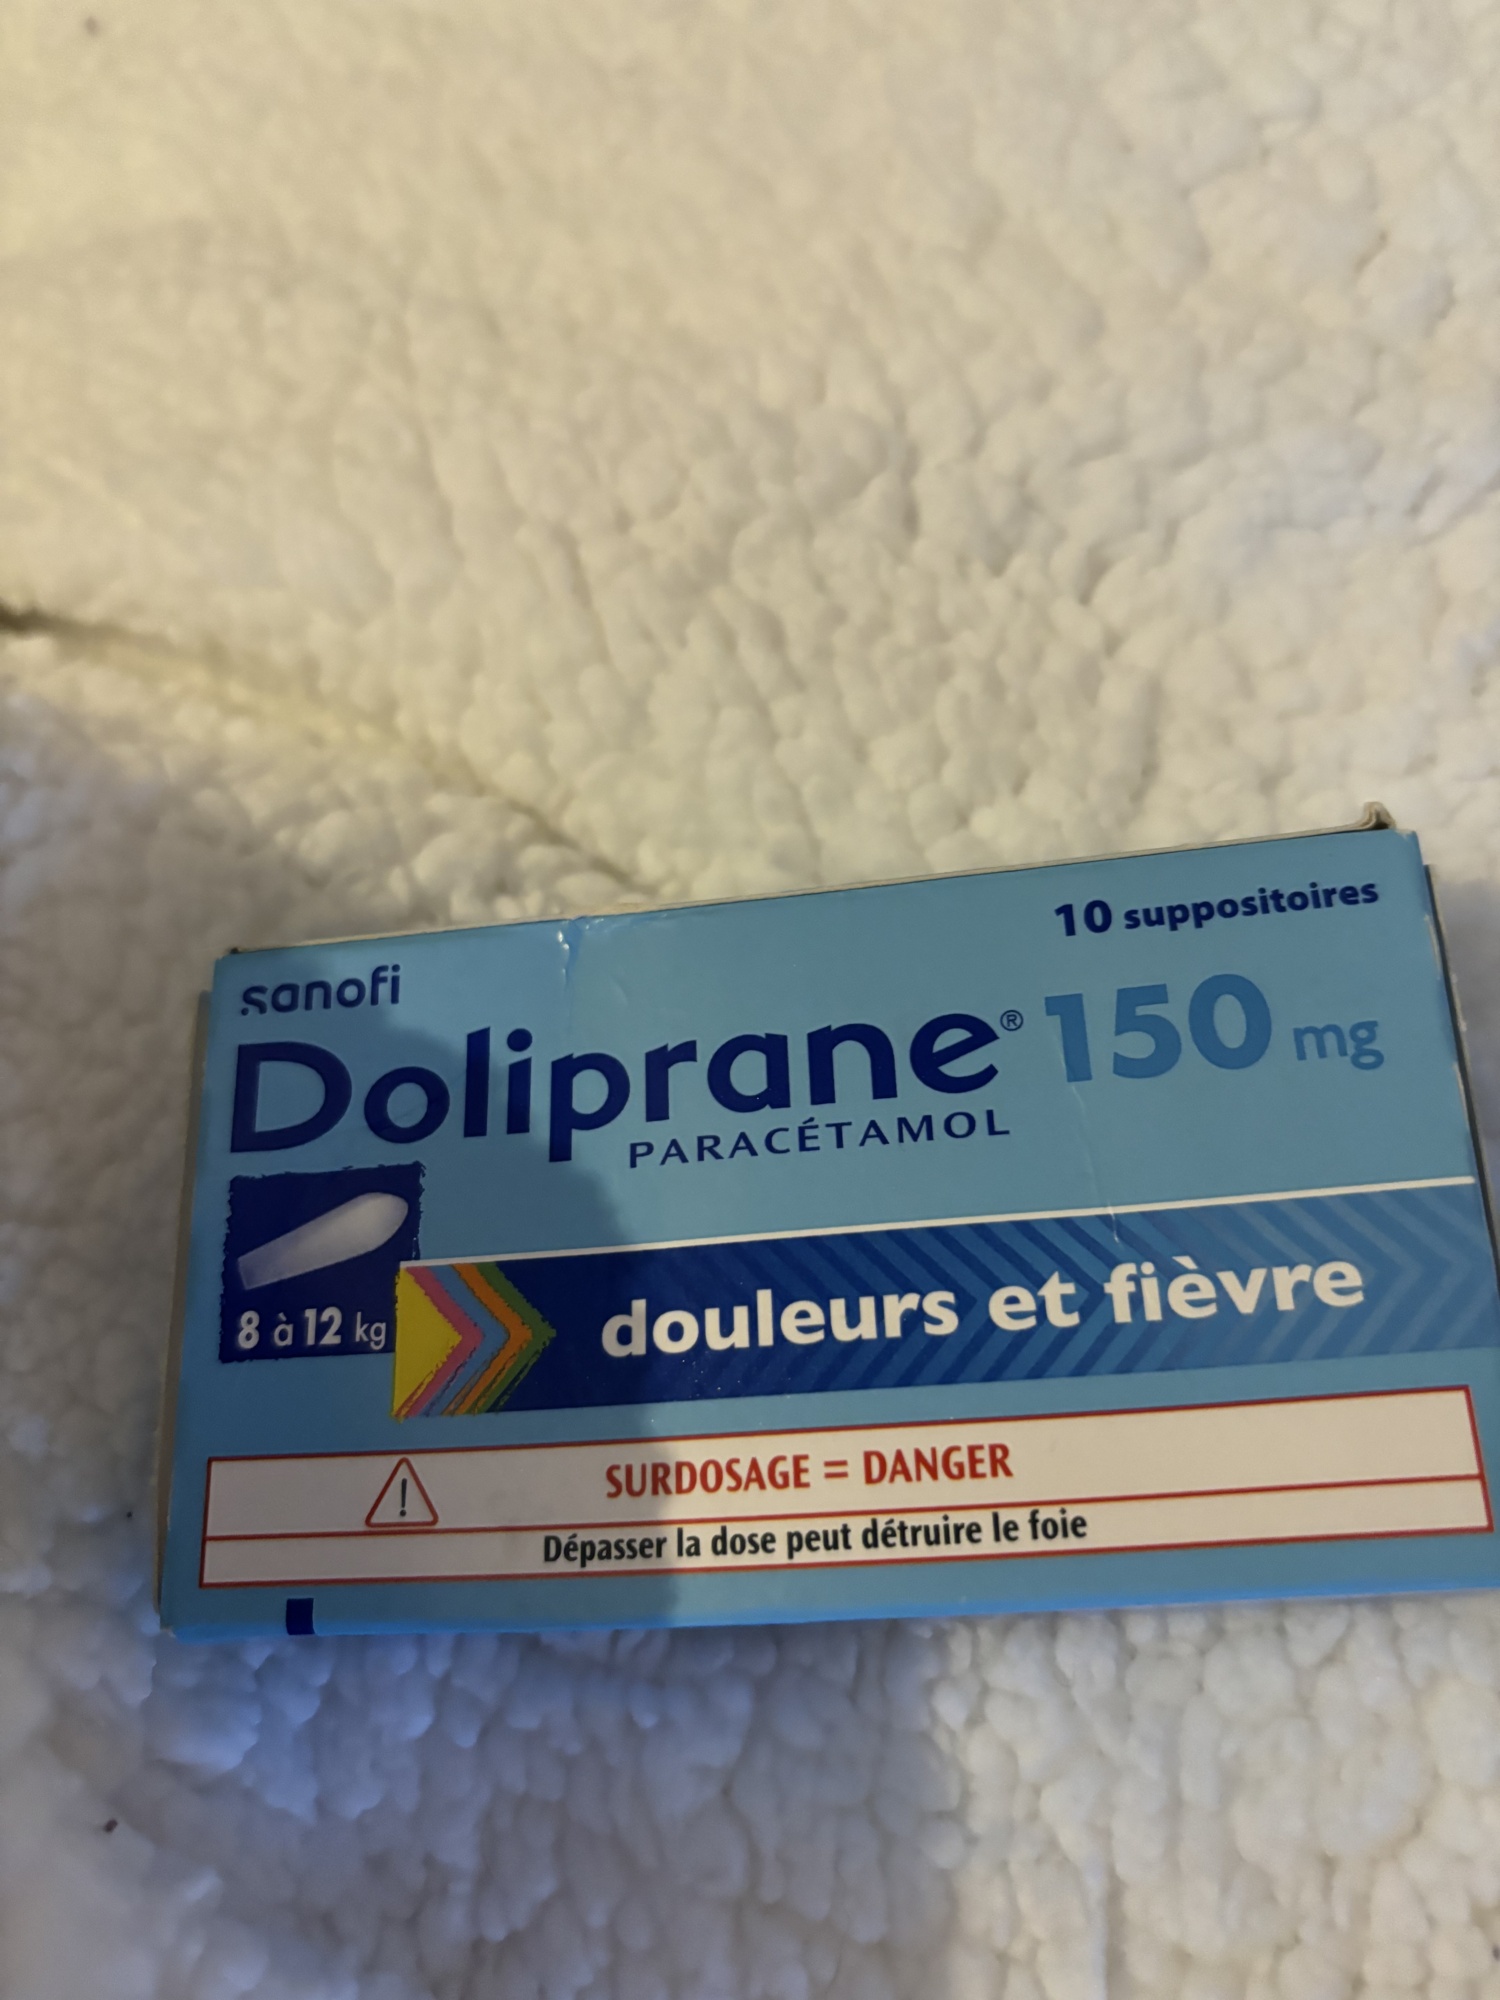 10 suppositoires
sanofi
Doliprane® 150 mg
PARACÉTAMOL
8 à 12 kg
douleurs et fièvre
SURDOSAGE = DANGER
Dépasser la dose peut détruire le foie